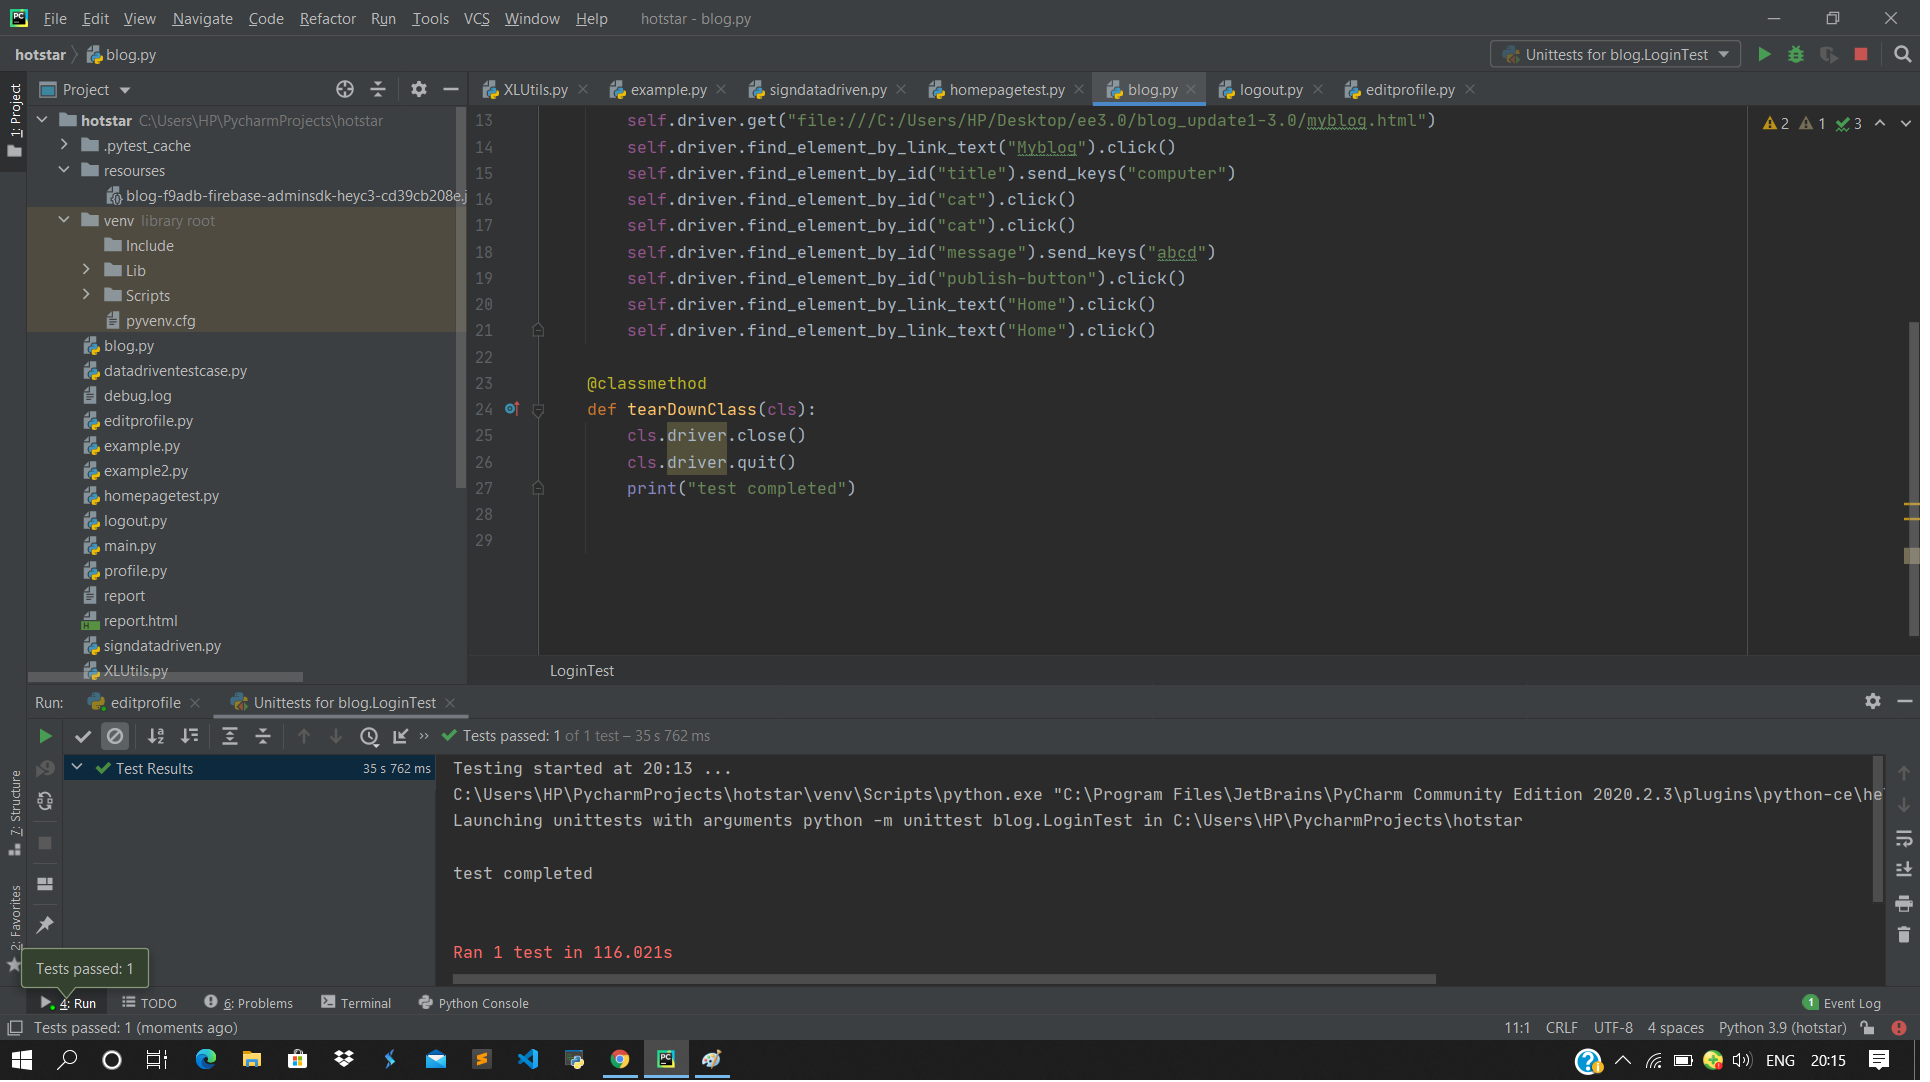 File Edit View Navigate Code Refactor Run Tools VCS Window Help hotstar - blog.py
hotstar blog.py Unittests for blog.LoginTest
1: Project
Project
XLUtils.py example.py signdatadriven.py homepagetest.py blog.py logout.py editprofile.py
hotstar C:\Users\HP\PycharmProjects\hotstar
.pytest_cache
resourses
blog-f9adb-firebase-adminsdk-heyc3-cd39cb208e.j
venv library root
Include
Lib
Scripts
pyvenv.cfg
blog.py
datadriventestcase.py
debug.log
editprofile.py
example.py
example2.py
homepagetest.py
logout.py
main.py
profile.py
report
report.html
signdatadriven.py
XLUtils.py
2 1 3
13 self.driver.get("file:///C:/Users/HP/Desktop/ee3.0/blog_update1-3.0/myblog.html")
14 self.driver.find_element_by_link_text("Myblog").click()
15 self.driver.find_element_by_id("title").send_keys("computer")
16 self.driver.find_element_by_id("cat").click()
17 self.driver.find_element_by_id("cat").click()
18 self.driver.find_element_by_id("message").send_keys("abcd")
19 self.driver.find_element_by_id("publish-button").click()
20 self.driver.find_element_by_link_text("Home").click()
21 self.driver.find_element_by_link_text("Home").click()
22
23 @classmethod
24 def tearDownClass(cls):
25 cls.driver.close()
26 cls.driver.quit()
27 print("test completed")
28
29
LoginTest
Run: editprofile Unittests for blog.LoginTest
Tests passed: 1 of 1 test – 35 s 762 ms
Test Results 35 s 762 ms
Testing started at 20:13 ...
C:\Users\HP\PycharmProjects\hotstar\venv\Scripts\python.exe "C:\Program Files\JetBrains\PyCharm Community Edition 2020.2.3\plugins\python-ce\he
Launching unittests with arguments python -m unittest blog.LoginTest in C:\Users\HP\PycharmProjects\hotstar
test completed
Ran 1 test in 116.021s
7: Structure
2: Favorites
Tests passed: 1
4: Run TODO 6: Problems Terminal Python Console 1 Event Log
Tests passed: 1 (moments ago) 11:1 CRLF UTF-8 4 spaces Python 3.9 (hotstar)
ENG 20:15